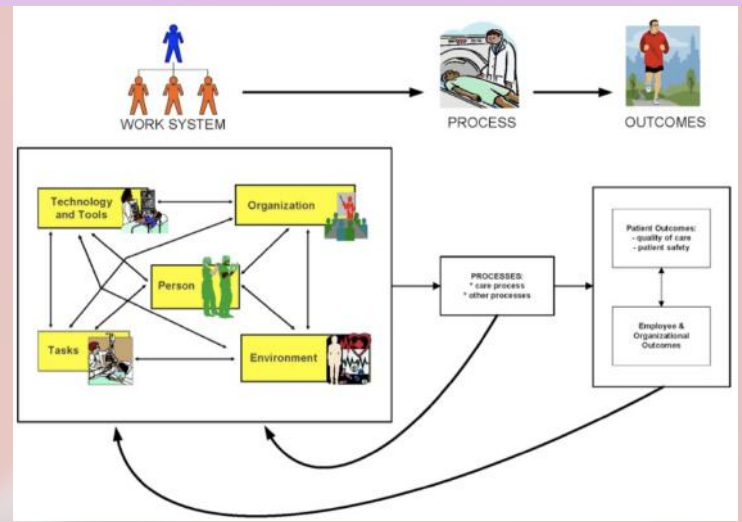 WORK SYSTEM
PROCESS
OUTCOMES
Technology
and Tools
Organization
Person
Tasks
Environment
PROCESSES:
* care process
* other processes
Patient Outcomes:
- quality of care
- patient safety
Employee &
Organizational
Outcomes